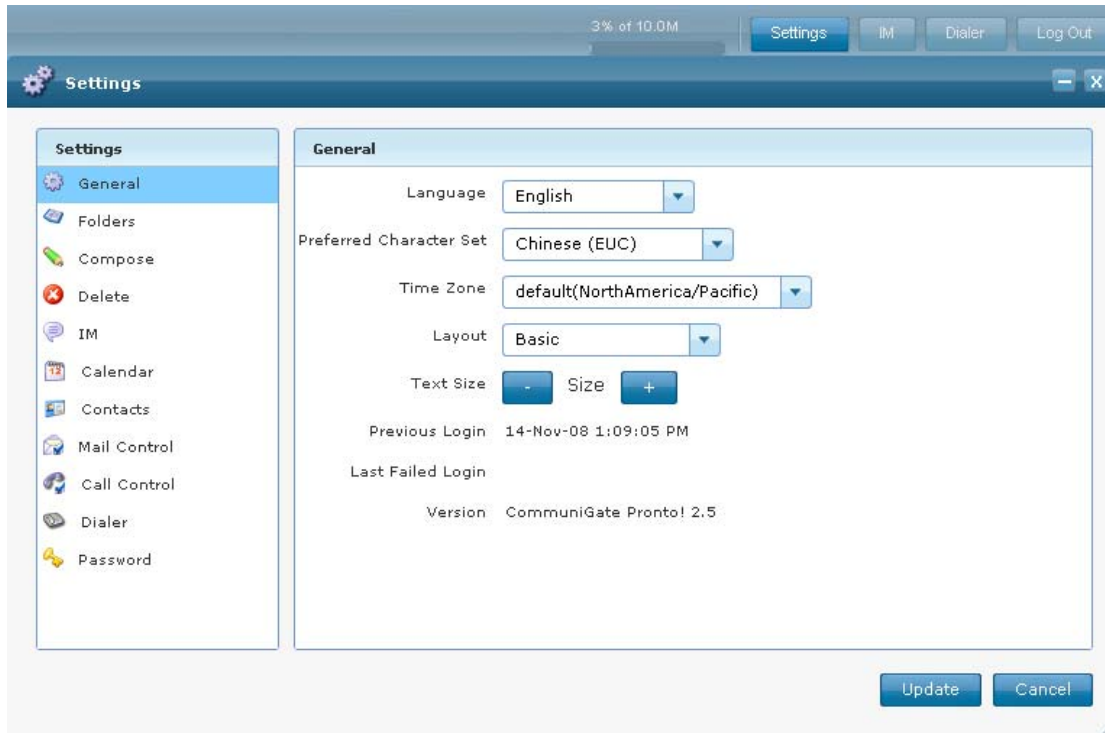 3% of 10.0M
Settings IM Dialer Log Out
Settings
Settings
General
Folders
Compose
Delete
IM
12 Calendar
Contacts
Mail Control
Call Control
Dialer
Password
General
Language English
Preferred Character Set Chinese (EUC)
Time Zone default(NorthAmerica/Pacific)
Layout Basic
Text Size - Size +
Previous Login 14-Nov-08 1:09:05 PM
Last Failed Login
Version CommuniGate Pronto! 2.5
Update Cancel